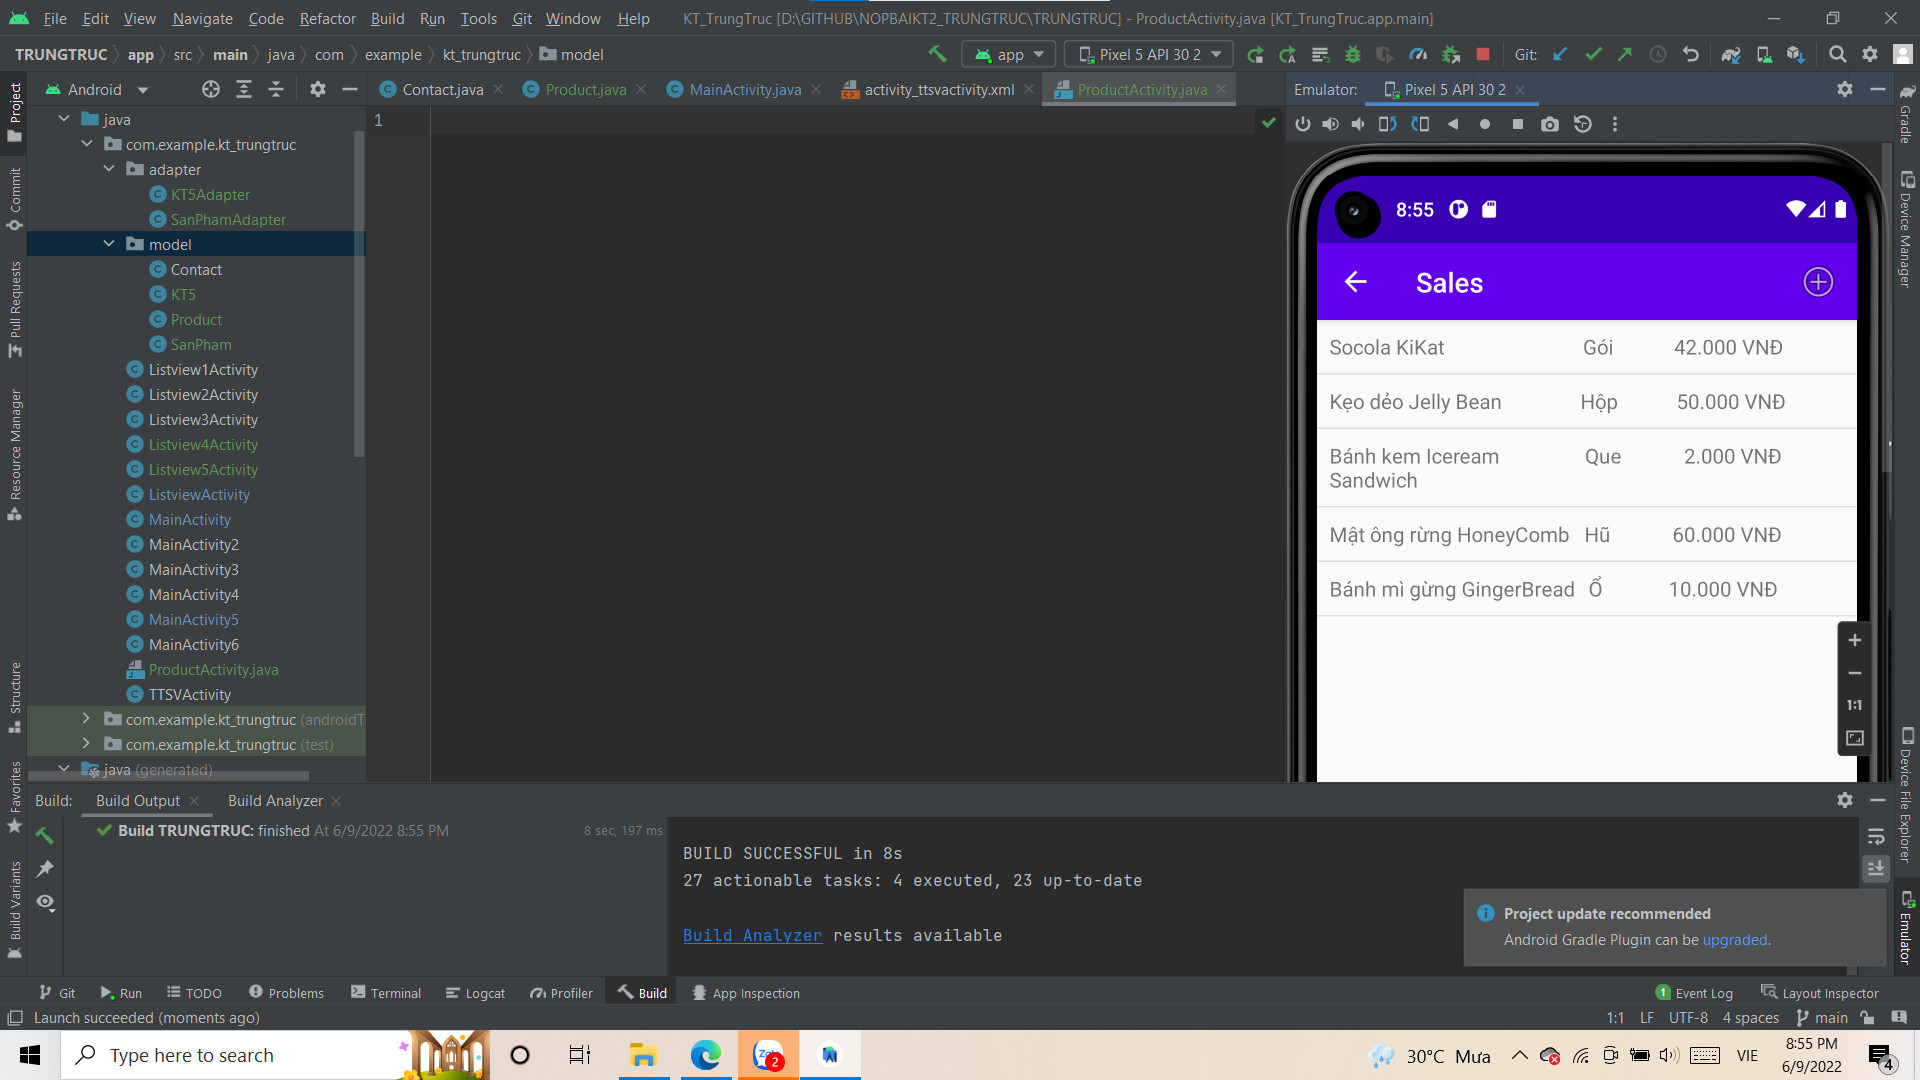 File Edit View Navigate Code Refactor Build Run Tools Git Window Help KT_TrungTruc [D:\GITHUB\NOPBAIKT2_TRUNGTRUC\TRUNGTRUC] - ProductActivity.java [KT_TrungTruc.app.main]
TRUNGTRUC app src main java com example kt_trungtruc model app Pixel 5 API 30 2 Git:
Android Contact.java Product.java MainActivity.java activity_ttsvactivity.xml ProductActivity.java Emulator: Pixel 5 API 30 2
Project
Commit
Pull Requests
Resource Manager
Structure
Favorites
Build Variants
java
com.example.kt_trungtruc
adapter
KT5Adapter
SanPhamAdapter
model
Contact
KT5
Product
SanPham
Listview1Activity
Listview2Activity
Listview3Activity
Listview4Activity
Listview5Activity
ListviewActivity
MainActivity
MainActivity2
MainActivity3
MainActivity4
MainActivity5
MainActivity6
ProductActivity.java
TTSVActivity
com.example.kt_trungtruc (androidT
com.example.kt_trungtruc (test)
java (generated)
1
8:55
Sales
Socola KiKat Gói 42.000 VNĐ
Kẹo dẻo Jelly Bean Hộp 50.000 VNĐ
Bánh kem Iceream Que 2.000 VNĐ
Sandwich
Mật ông rừng HoneyComb Hũ 60.000 VNĐ
Bánh mì gừng GingerBread Ổ 10.000 VNĐ
1:1
Gradle
Device Manager
Device File Explorer
Emulator
Build: Build Output Build Analyzer
Build TRUNGTRUC: finished At 6/9/2022 8:55 PM 8 sec, 197 ms
BUILD SUCCESSFUL in 8s
27 actionable tasks: 4 executed, 23 up-to-date
Build Analyzer results available
Project update recommended
Android Gradle Plugin can be upgraded.
Git Run TODO Problems Terminal Logcat Profiler Build App Inspection 1 Event Log Layout Inspector
Launch succeeded (moments ago) 1:1 LF UTF-8 4 spaces main
Type here to search Zalo 2 30°C Mưa VIE 8:55 PM
6/9/2022 4